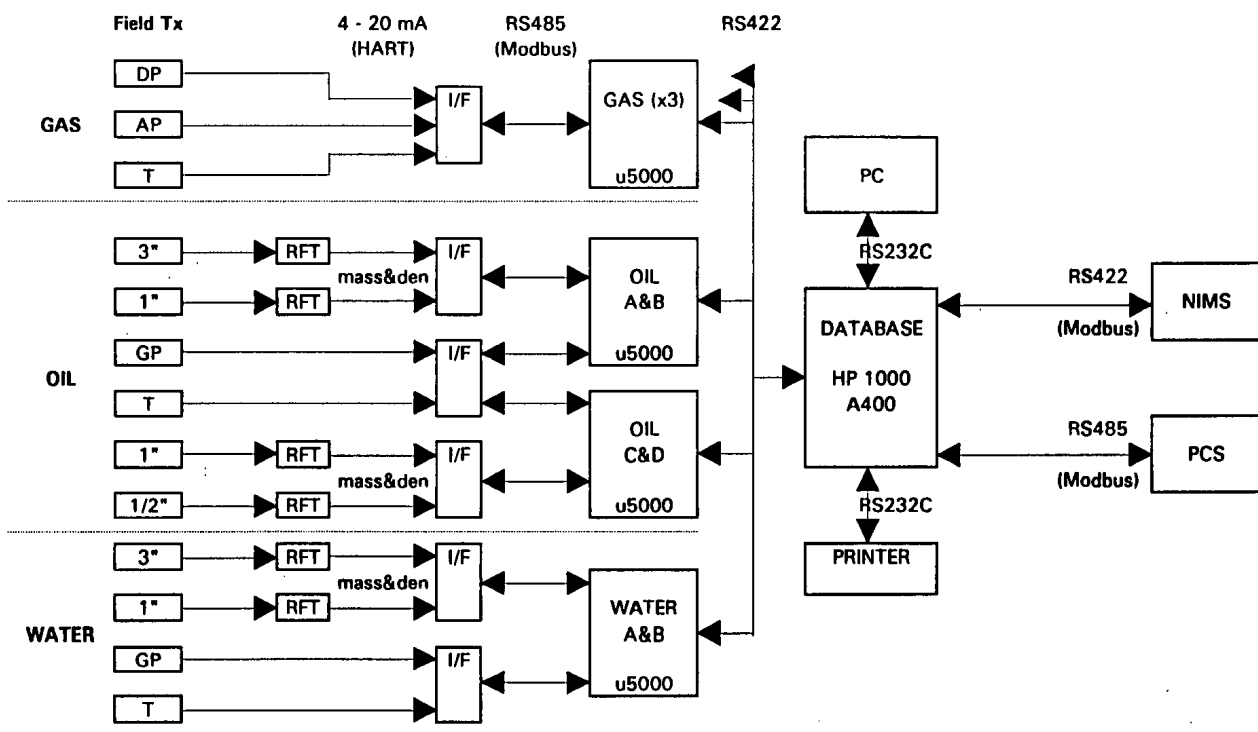 Field Tx
4 - 20 mA
(HART)
RS485
(Modbus)
RS422
GAS
DP
AP
T
I/F
GAS (x3)
u5000
OIL
3"
RFT
1"
RFT
mass&den
I/F
OIL
A&B
u5000
GP
T
I/F
OIL
C&D
u5000
1"
RFT
1/2"
RFT
mass&den
I/F
WATER
3"
RFT
1"
RFT
mass&den
I/F
WATER
A&B
u5000
GP
T
I/F
PC
RS232C
DATABASE
HP 1000
A400
RS232C
PRINTER
RS422
(Modbus)
NIMS
RS485
(Modbus)
PCS